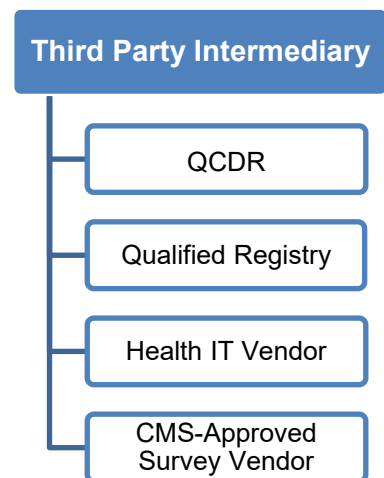 Third Party Intermediary
QCDR
Qualified Registry
Health IT Vendor
CMS-Approved
Survey Vendor